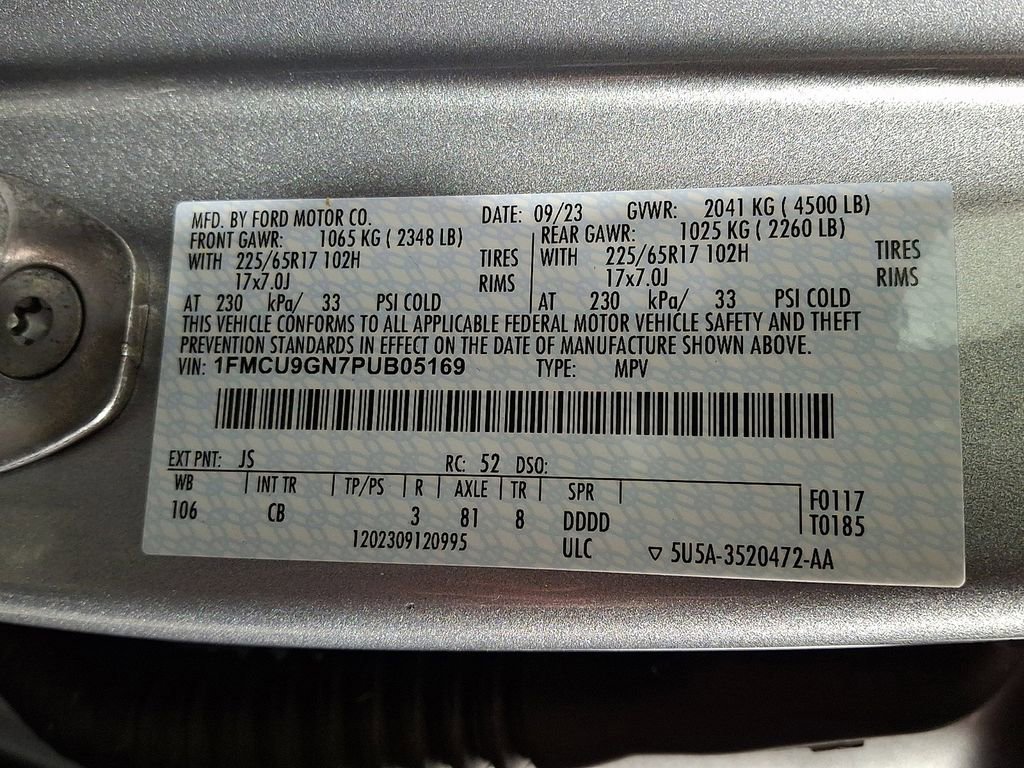 MFD. BY FORD MOTOR CO. DATE: 09/23 GVWR: 2041 KG ( 4500 LB)
FRONT GAWR: 1065 KG ( 2348 LB) REAR GAWR: 1025 KG ( 2260 LB)
WITH 225/65R17 102H TIRES WITH 225/65R17 102H TIRES
17x7.0J RIMS 17x7.0J RIMS
AT 230 kPa/ 33 PSI COLD AT 230 kPa/ 33 PSI COLD
THIS VEHICLE CONFORMS TO ALL APPLICABLE FEDERAL MOTOR VEHICLE SAFETY AND THEFT
PREVENTION STANDARDS IN EFFECT ON THE DATE OF MANUFACTURE SHOWN ABOVE.
VIN: 1FMCU9GN7PUB05169 TYPE: MPV
EXT PNT: JS RC: 52 DSO:
WB INT TR TP/PS R AXLE TR SPR F0117
106 CB 3 81 8 DDDD T0185
1202309120995 ULC ▽ 5U5A-3520472-AA